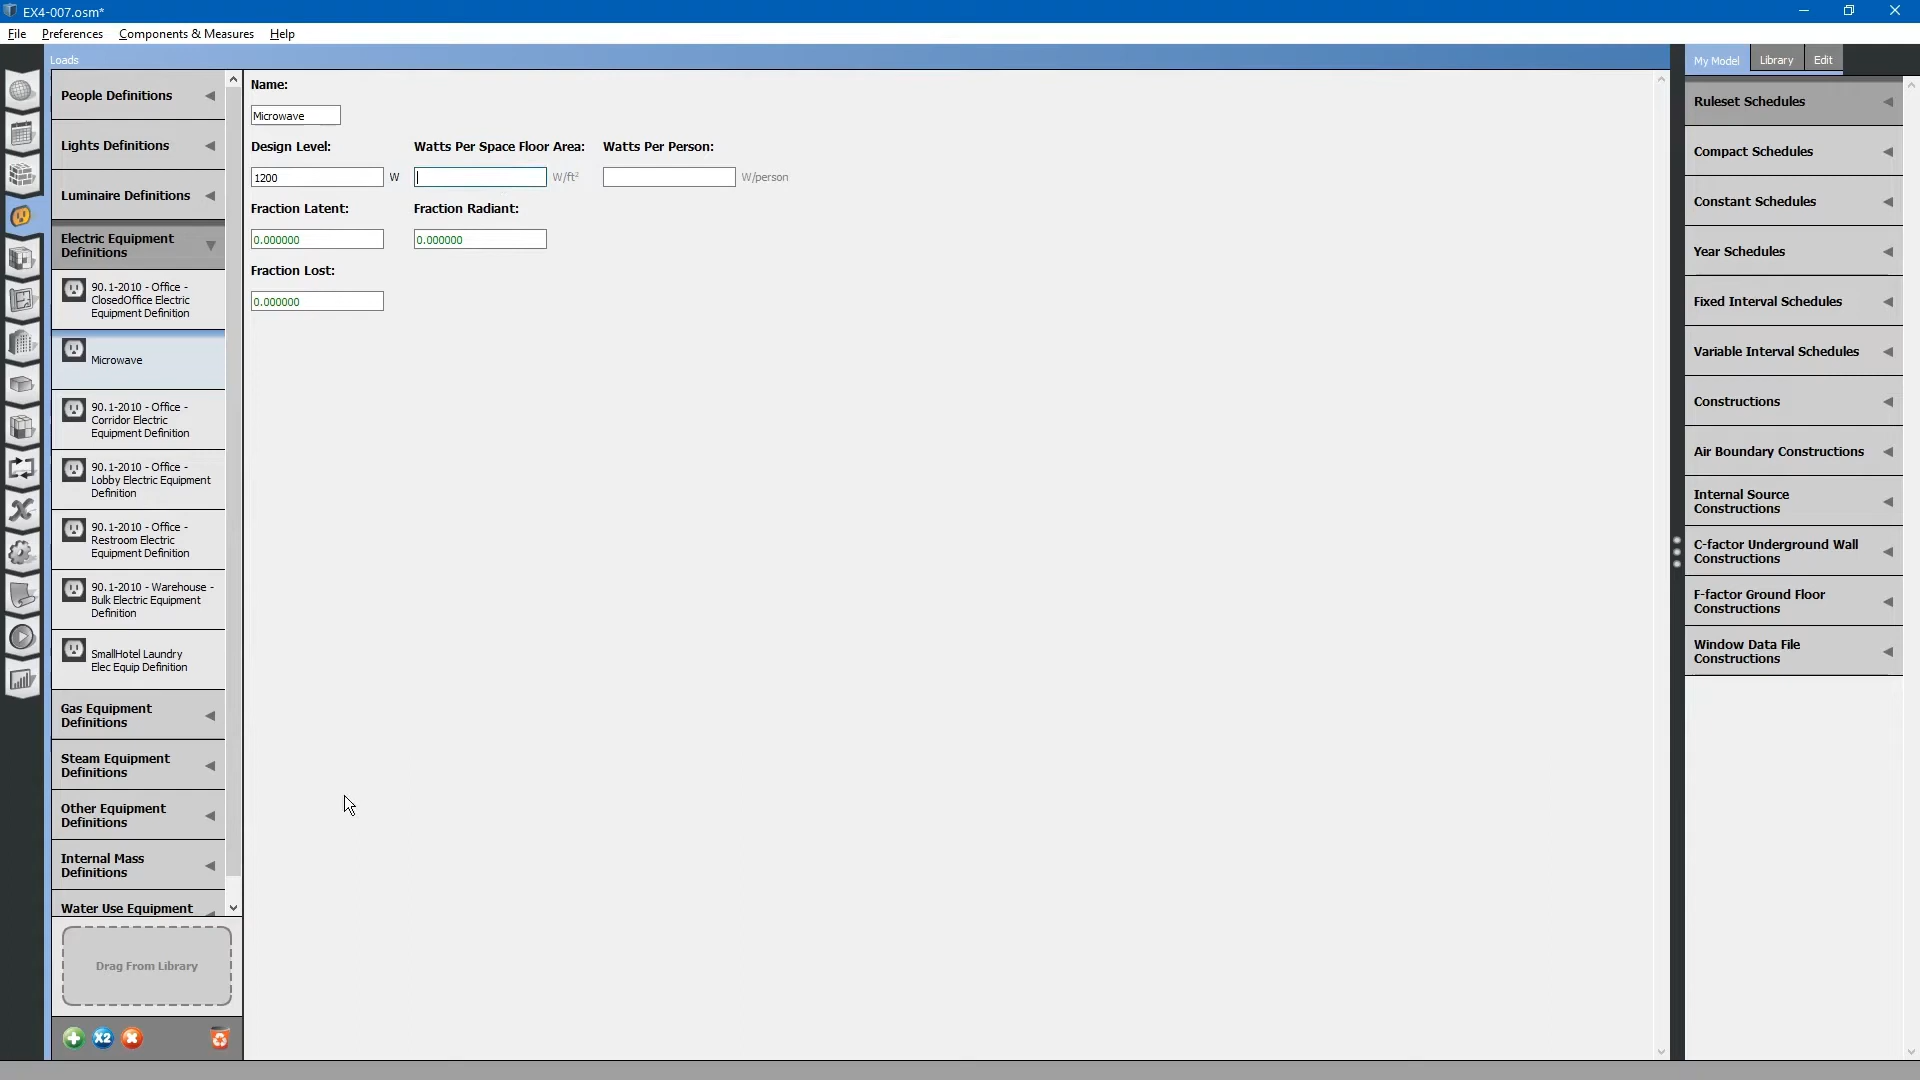 EX4-007.osm*
File Preferences Components & Measures Help
Loads
My Model Library Edit
People Definitions
Lights Definitions
Luminaire Definitions
Electric Equipment
Definitions
90.1-2010 - Office -
ClosedOffice Electric
Equipment Definition
Microwave
90.1-2010 - Office -
Corridor Electric
Equipment Definition
90.1-2010 - Office -
Lobby Electric Equipment
Definition
90.1-2010 - Office -
Restroom Electric
Equipment Definition
90.1-2010 - Warehouse -
Bulk Electric Equipment
Definition
SmallHotel Laundry
Elec Equip Definition
Gas Equipment
Definitions
Steam Equipment
Definitions
Other Equipment
Definitions
Internal Mass
Definitions
Water Use Equipment
Drag From Library
X2
Name:
Microwave
Design Level: Watts Per Space Floor Area: Watts Per Person:
1200 W W/ft² W/person
Fraction Latent: Fraction Radiant:
0.000000 0.000000
Fraction Lost:
0.000000
Ruleset Schedules
Compact Schedules
Constant Schedules
Year Schedules
Fixed Interval Schedules
Variable Interval Schedules
Constructions
Air Boundary Constructions
Internal Source
Constructions
C-factor Underground Wall
Constructions
F-factor Ground Floor
Constructions
Window Data File
Constructions